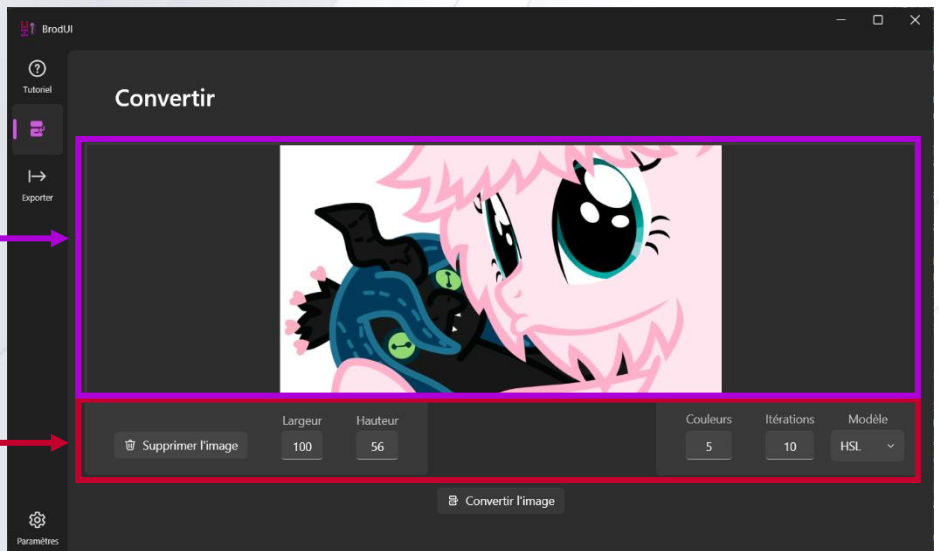 BrodUI
Tutoriel
Exporter
Paramètres
Convertir
Supprimer l'image
Largeur
100
Hauteur
56
Couleurs
5
Itérations
10
Modèle
HSL
Convertir l'image